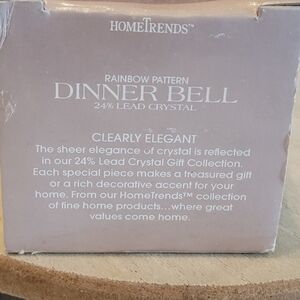 HOMETRENDS™
RAINBOW PATTERN
DINNER BELL
24% LEAD CRYSTAL
CLEARLY ELEGANT
The sheer elegance of crystal is reflected
in our 24% Lead Crystal Gift Collection.
Each special piece makes a treasured gift
or a rich decorative accent for your
home. From our HomeTrends™ collection
of fine home products...where great
values come home.